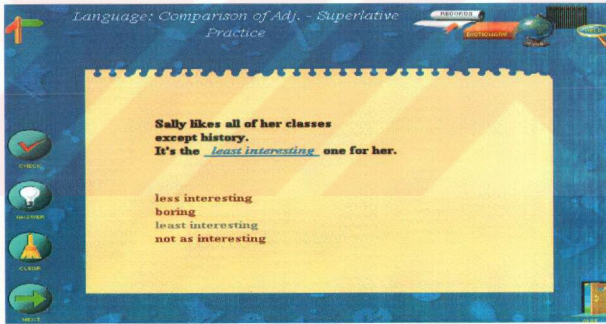 Language: Comparison of Adj. - Superlative
Practice
RECORDS
DICTIONARY
Sally likes all of her classes
except history.
It's the least interesting one for her.
less interesting
boring
least interesting
not as interesting
CHECK
ANSWER
CLEAR
NEXT